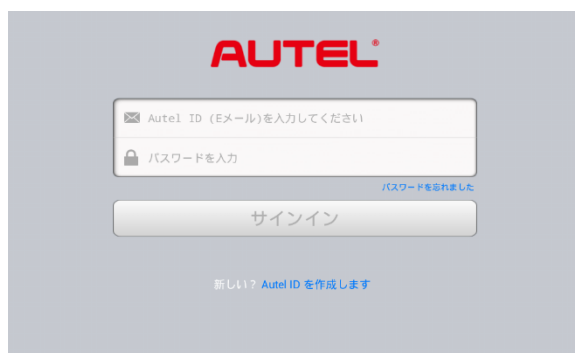 AUTEL®
Autel ID (Eメール)を入力してください
パスワードを入力
パスワードを忘れました
サインイン
新しい? Autel ID を作成します